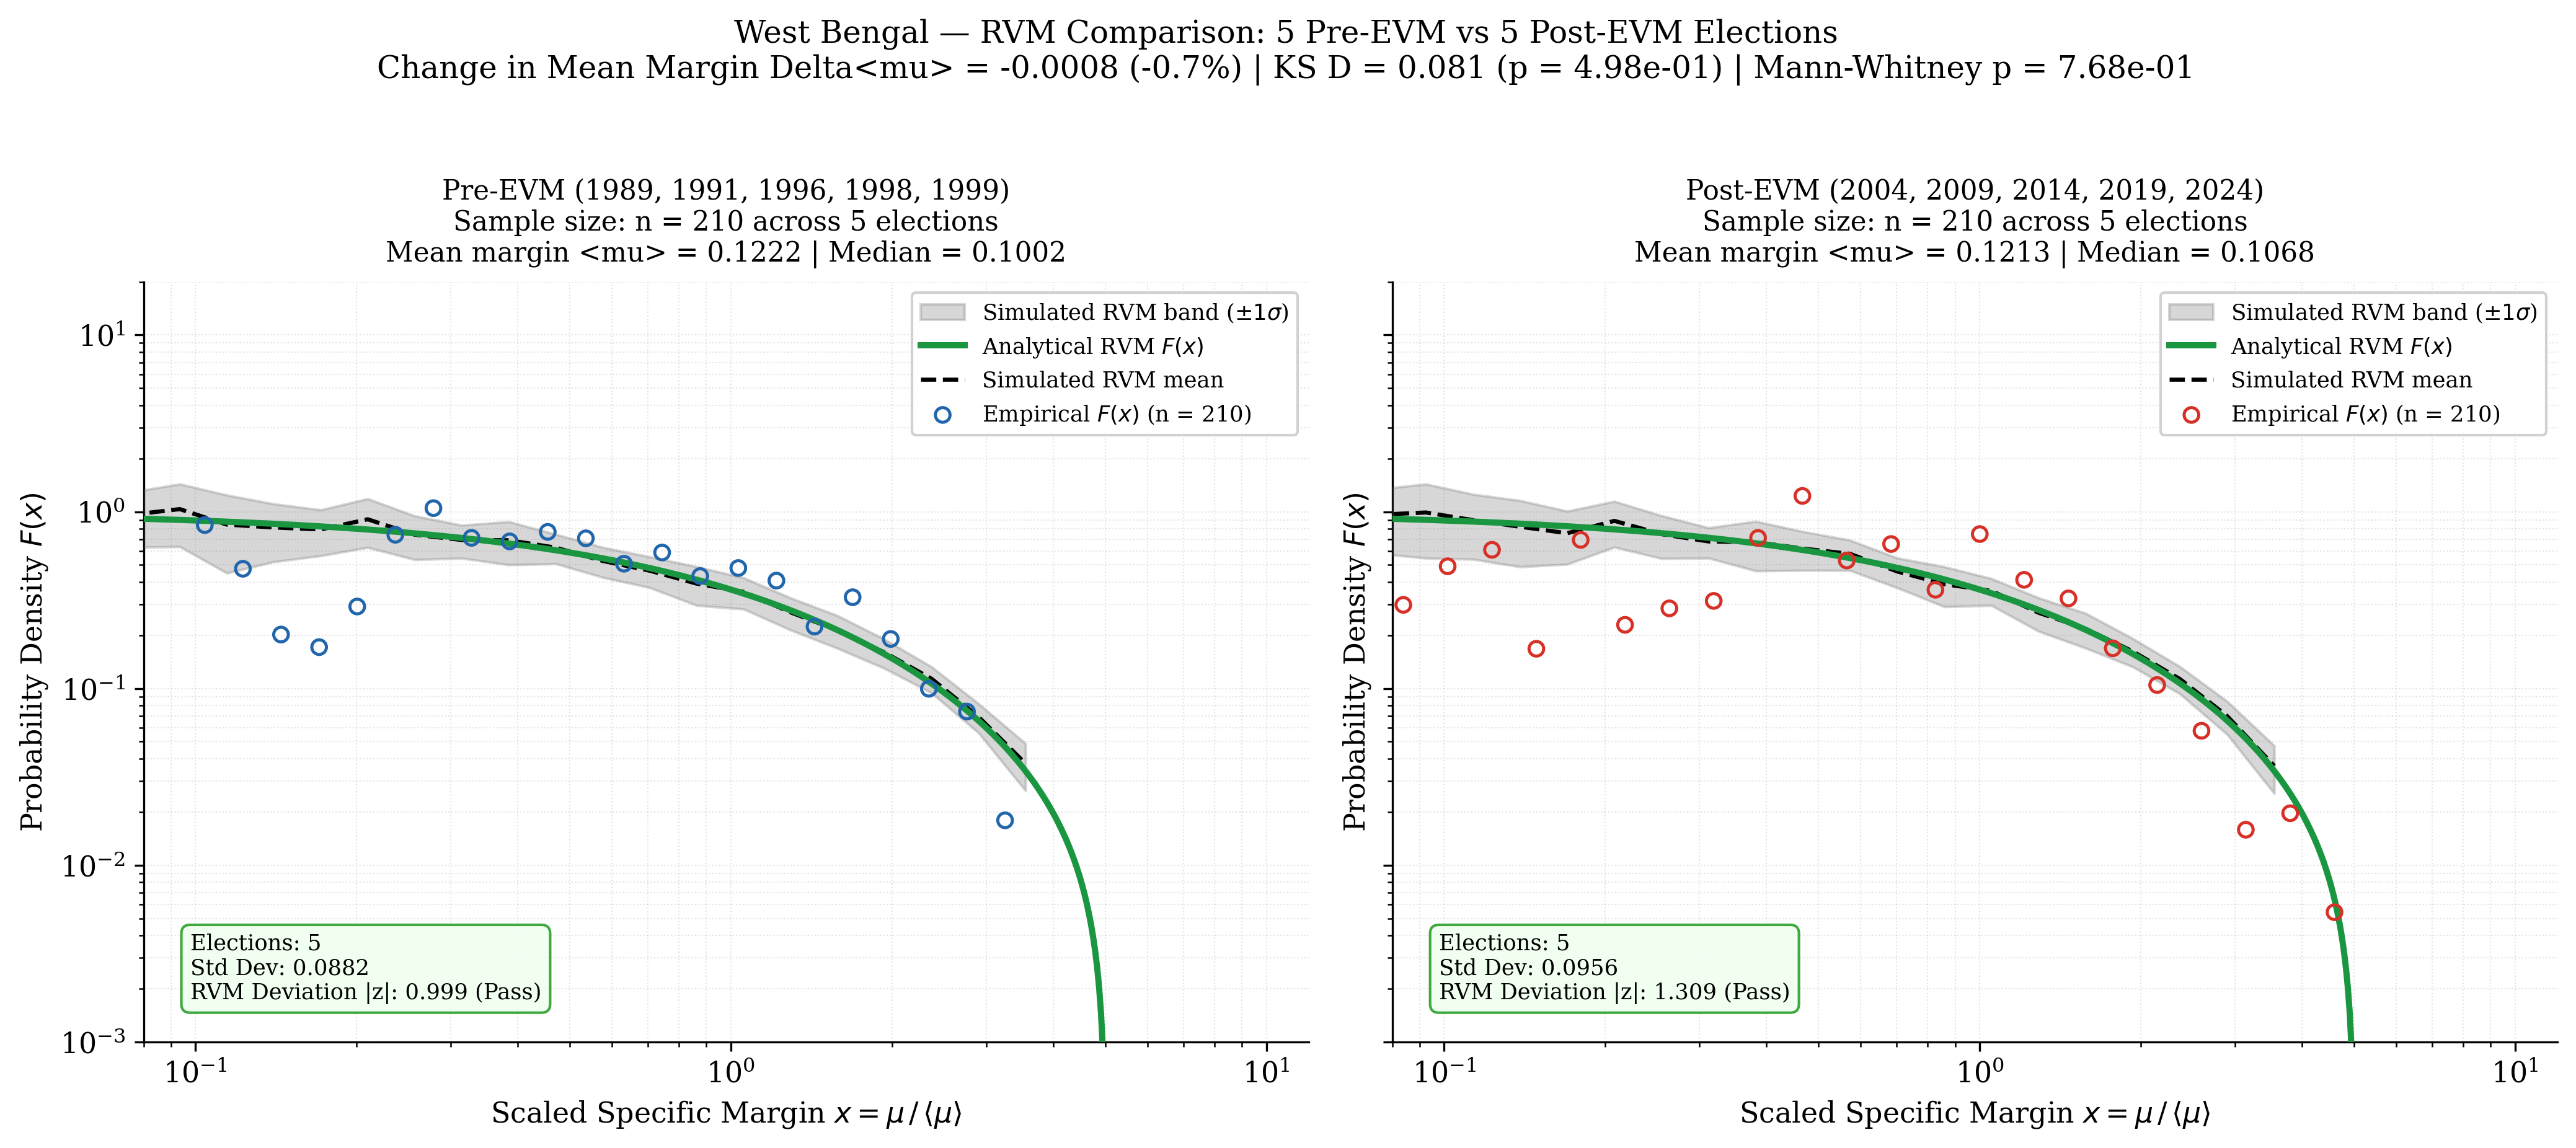 West Bengal — RVM Comparison: 5 Pre-EVM vs 5 Post-EVM Elections
Change in Mean Margin Delta<mu> = -0.0008 (-0.7%) | KS D = 0.081 (p = 4.98e-01) | Mann-Whitney p = 7.68e-01
Pre-EVM (1989, 1991, 1996, 1998, 1999)
Sample size: n = 210 across 5 elections
Mean margin <mu> = 0.1222 | Median = 0.1002
Simulated RVM band (±1σ)
Analytical RVM F(x)
Simulated RVM mean
Empirical F(x) (n = 210)
Probability Density F(x)
10¹
10⁰
10⁻¹
10⁻²
10⁻³
Elections: 5
Std Dev: 0.0882
RVM Deviation |z|: 0.999 (Pass)
10⁻¹ 10⁰ 10¹
Scaled Specific Margin x = μ / ⟨μ⟩
Post-EVM (2004, 2009, 2014, 2019, 2024)
Sample size: n = 210 across 5 elections
Mean margin <mu> = 0.1213 | Median = 0.1068
Simulated RVM band (±1σ)
Analytical RVM F(x)
Simulated RVM mean
Empirical F(x) (n = 210)
Probability Density F(x)
Elections: 5
Std Dev: 0.0956
RVM Deviation |z|: 1.309 (Pass)
10⁻¹ 10⁰ 10¹
Scaled Specific Margin x = μ / ⟨μ⟩